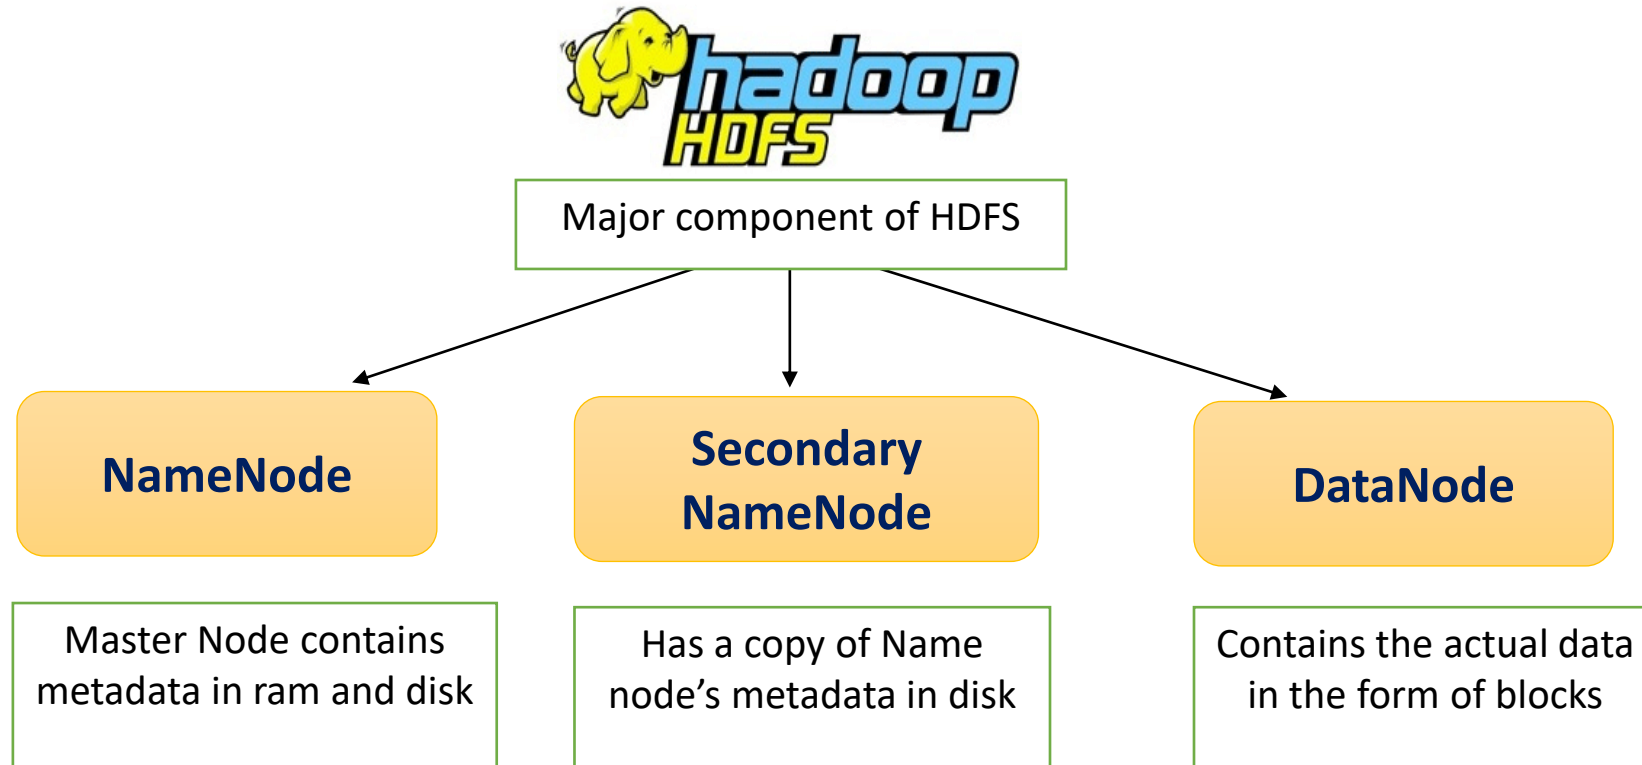 hadoop
HDFS
Major component of HDFS
NameNode
Secondary
NameNode
DataNode
Master Node contains
metadata in ram and disk
Has a copy of Name
node’s metadata in disk
Contains the actual data
in the form of blocks